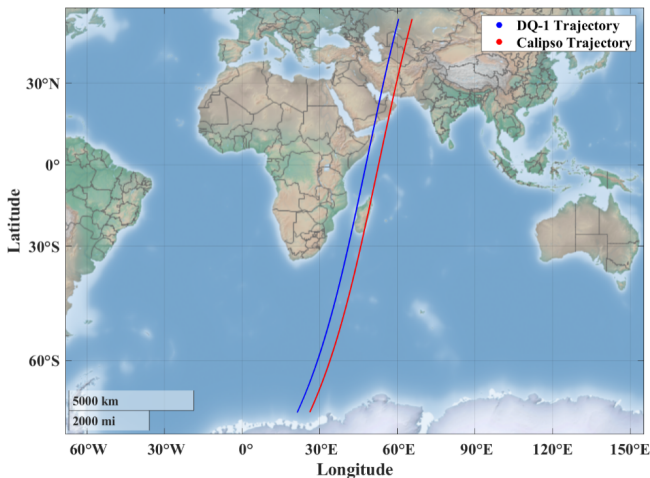 DQ-1 Trajectory
Calipso Trajectory
30°N
0°
30°S
60°S
Latitude
5000 km
2000 mi
60°W 30°W 0° 30°E 60°E 90°E 120°E 150°E
Longitude